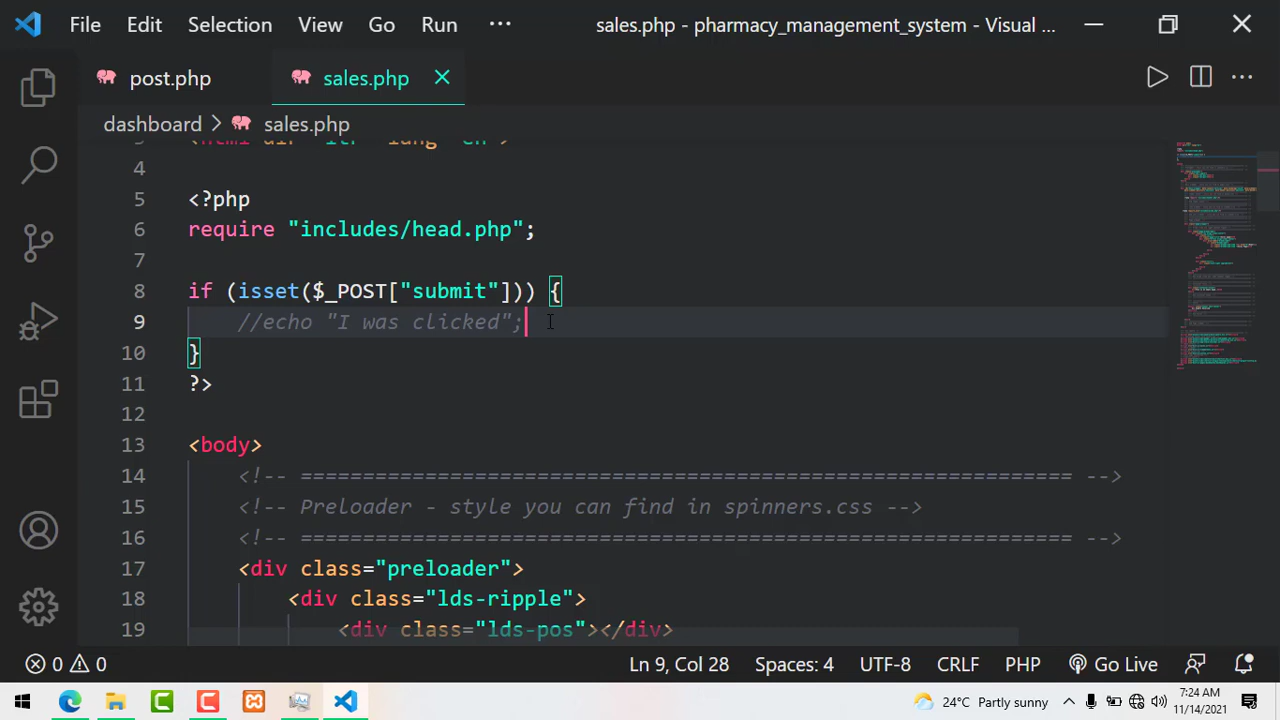 File Edit Selection View Go Run ··· sales.php - pharmacy_management_system - Visual ...
post.php sales.php
dashboard > sales.php
4
5 <?php
6 require "includes/head.php";
7
8 if (isset($_POST["submit"])) {
9 //echo "I was clicked";
10 }
11 ?>
12
13 <body>
14 <!-- ============================================================== -->
15 <!-- Preloader - style you can find in spinners.css -->
16 <!-- ============================================================== -->
17 <div class="preloader">
18 <div class="lds-ripple">
19 <div class="lds-pos"></div>
0 0 Ln 9, Col 28 Spaces: 4 UTF-8 CRLF PHP Go Live
24°C Partly sunny 7:24 AM
11/14/2021